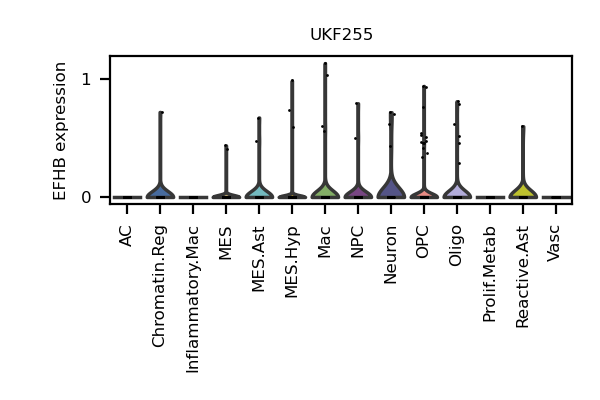 UKF255
EFHB expression
1
0
AC
Chromatin.Reg
Inflammatory.Mac
MES
MES.Ast
MES.Hyp
Mac
NPC
Neuron
OPC
Oligo
Prolif.Metab
Reactive.Ast
Vasc